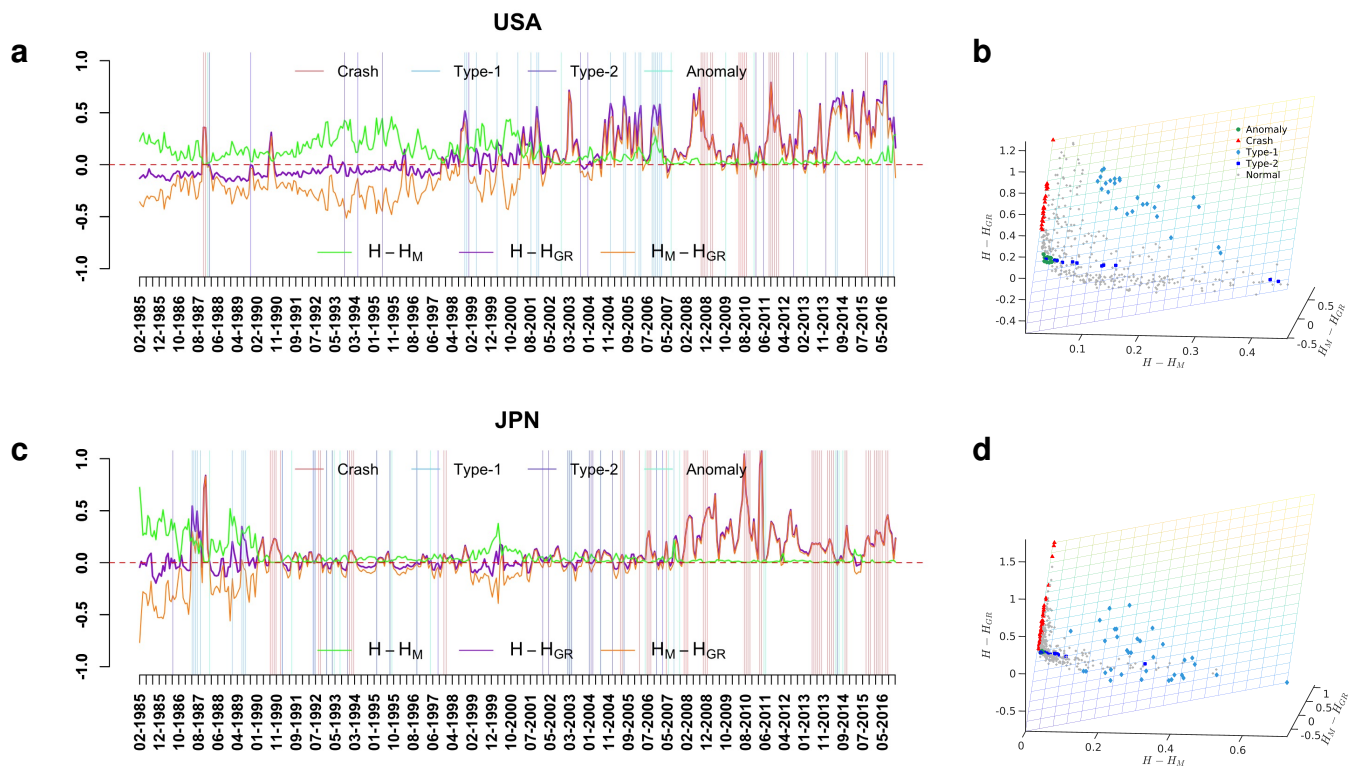 USA
a
1.0
0.5
0.0
-0.5
-1.0
Crash Type-1 Type-2 Anomaly
H − H_M H − H_GR H_M − H_GR
02-1985 12-1985 10-1986 08-1987 06-1988 04-1989 02-1990 11-1990 09-1991 07-1992 05-1993 03-1994 01-1995 11-1995 09-1996 06-1997 04-1998 02-1999 12-1999 10-2000 08-2001 05-2002 03-2003 01-2004 11-2004 09-2005 07-2006 05-2007 02-2008 12-2008 10-2009 08-2010 06-2011 04-2012 02-2013 11-2013 09-2014 07-2015 05-2016
b
Anomaly
Crash
Type-1
Type-2
Normal
1.2
1
0.8
0.6
0.4
0.2
0
-0.2
-0.4
H − H_GR
0.1 0.2 0.3 0.4
H − H_M
0.5
0
-0.5
H_M − H_GR
JPN
c
1.0
0.5
0.0
-0.5
-1.0
Crash Type-1 Type-2 Anomaly
H − H_M H − H_GR H_M − H_GR
02-1985 12-1985 10-1986 08-1987 06-1988 04-1989 01-1990 11-1990 09-1991 07-1992 05-1993 03-1994 01-1995 10-1995 08-1996 06-1997 04-1998 02-1999 12-1999 10-2000 07-2001 05-2002 03-2003 01-2004 11-2004 09-2005 07-2006 05-2007 02-2008 12-2008 10-2009 08-2010 06-2011 04-2012 01-2013 11-2013 09-2014 07-2015 05-2016
d
1.5
1
0.5
0
-0.5
H − H_GR
0 0.2 0.4 0.6
H − H_M
1
0.5
0
-0.5
H_M − H_GR